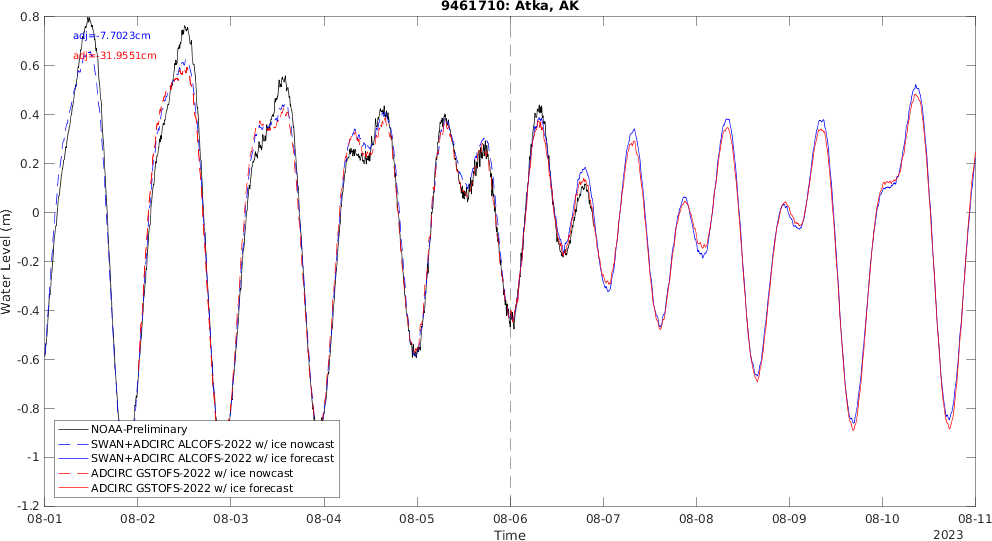 9461710: Atka, AK
adj=-7.7023cm
adj=-31.9551cm
Water Level (m)
0.8
0.6
0.4
0.2
0
-0.2
-0.4
-0.6
-0.8
-1
-1.2
NOAA-Preliminary
SWAN+ADCIRC ALCOFS-2022 w/ ice nowcast
SWAN+ADCIRC ALCOFS-2022 w/ ice forecast
ADCIRC GSTOFS-2022 w/ ice nowcast
ADCIRC GSTOFS-2022 w/ ice forecast
08-01 08-02 08-03 08-04 08-05 08-06 08-07 08-08 08-09 08-10 08-11
Time
2023